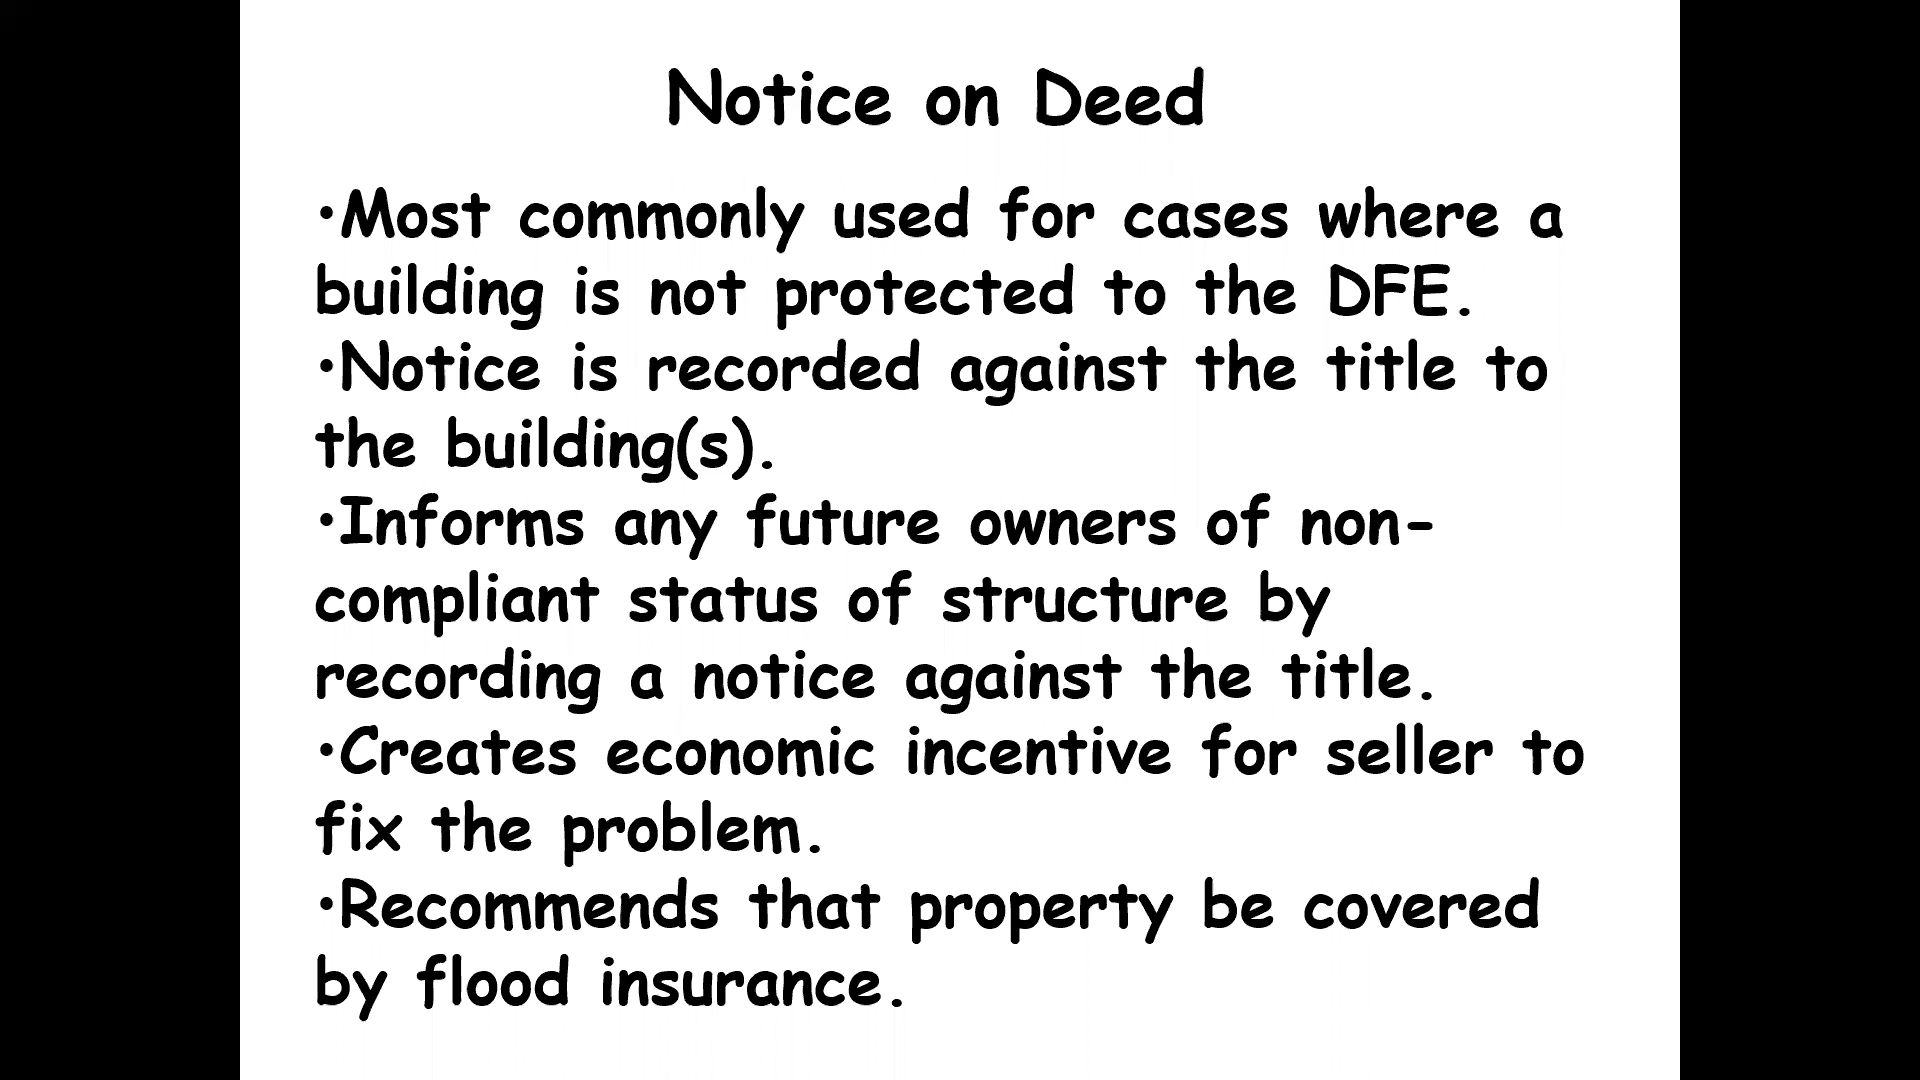 Notice on Deed
•Most commonly used for cases where a
building is not protected to the DFE.
•Notice is recorded against the title to
the building(s).
•Informs any future owners of non-
compliant status of structure by
recording a notice against the title.
•Creates economic incentive for seller to
fix the problem.
•Recommends that property be covered
by flood insurance.